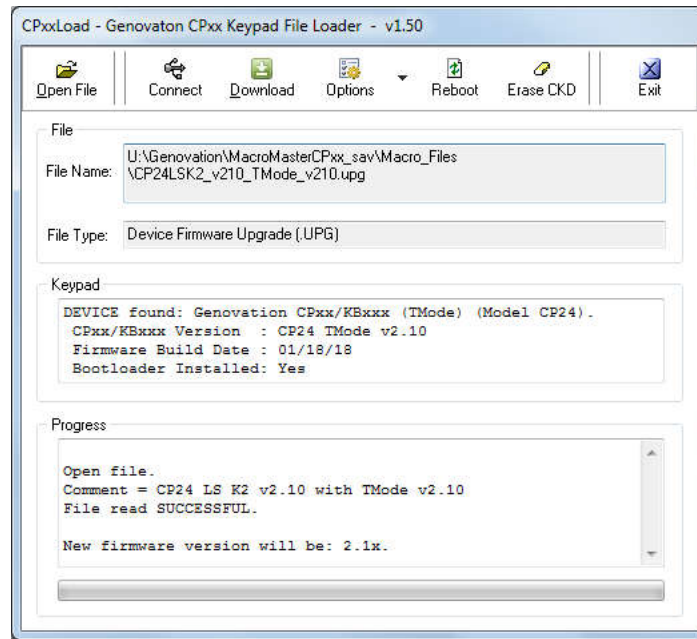 CPxxLoad - Genovaton CPxx Keypad File Loader - v1.50
Open File
Connect
Download
Options
Reboot
Erase CKD
Exit
File
File Name:
U:\Genovation\MacroMasterCPxx_sav\Macro_Files
\CP24LSK2_v210_TMode_v210.upg
File Type:
Device Firmware Upgrade (.UPG)
Keypad
DEVICE found: Genovation CPxx/KBxxx (TMode) (Model CP24).
CPxx/KBxxx Version : CP24 TMode v2.10
Firmware Build Date : 01/18/18
Bootloader Installed: Yes
Progress
Open file.
Comment = CP24 LS K2 v2.10 with TMode v2.10
File read SUCCESSFUL.
New firmware version will be: 2.1x.